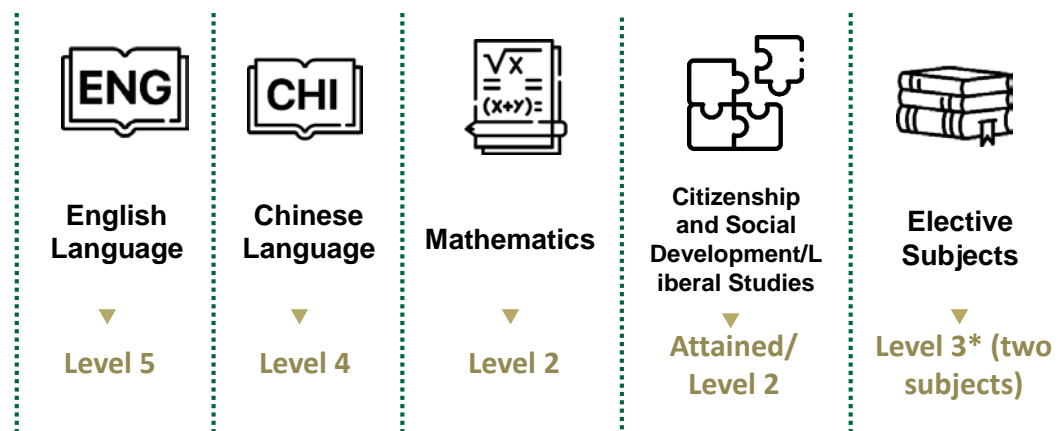 ENG
CHI
√x
= =
(x+y)=
English
Language
Chinese
Language
Mathematics
Citizenship
and Social
Development/L
iberal Studies
Elective
Subjects
Level 5
Level 4
Level 2
Attained/
Level 2
Level 3* (two
subjects)